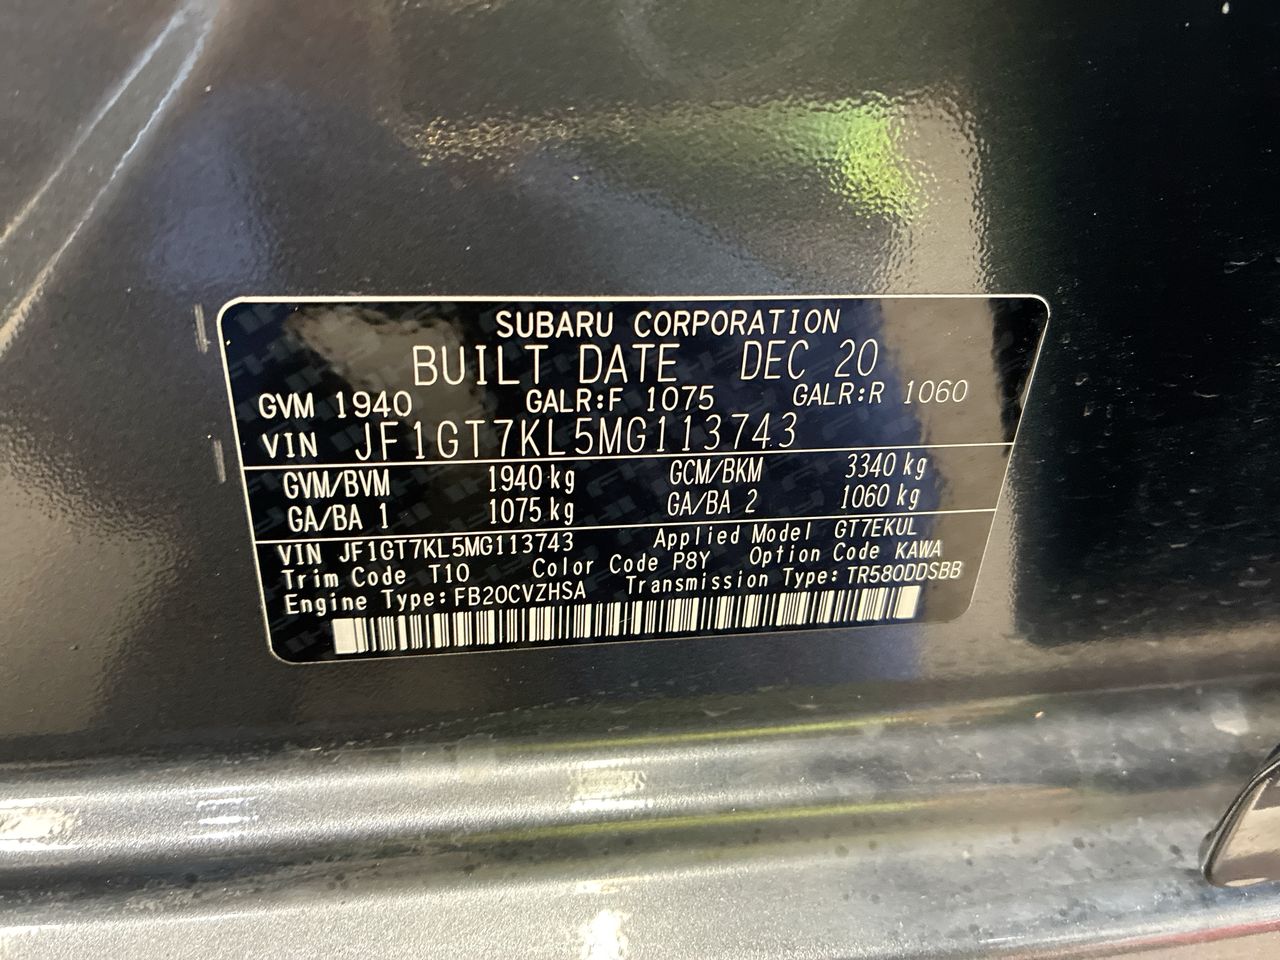 SUBARU CORPORATION
BUILT DATE DEC 20
GVM 1940 GALR:F 1075 GALR:R 1060
VIN JF1GT7KL5MG113743
GVM/BVM 1940 kg GCM/BKM 3340 kg
GA/BA 1 1075 kg GA/BA 2 1060 kg
VIN JF1GT7KL5MG113743 Applied Model GT7EKUL
Trim Code T10 Color Code P8Y Option Code KAWA
Engine Type: FB20CVZHSA Transmission Type: TR580DDSBB